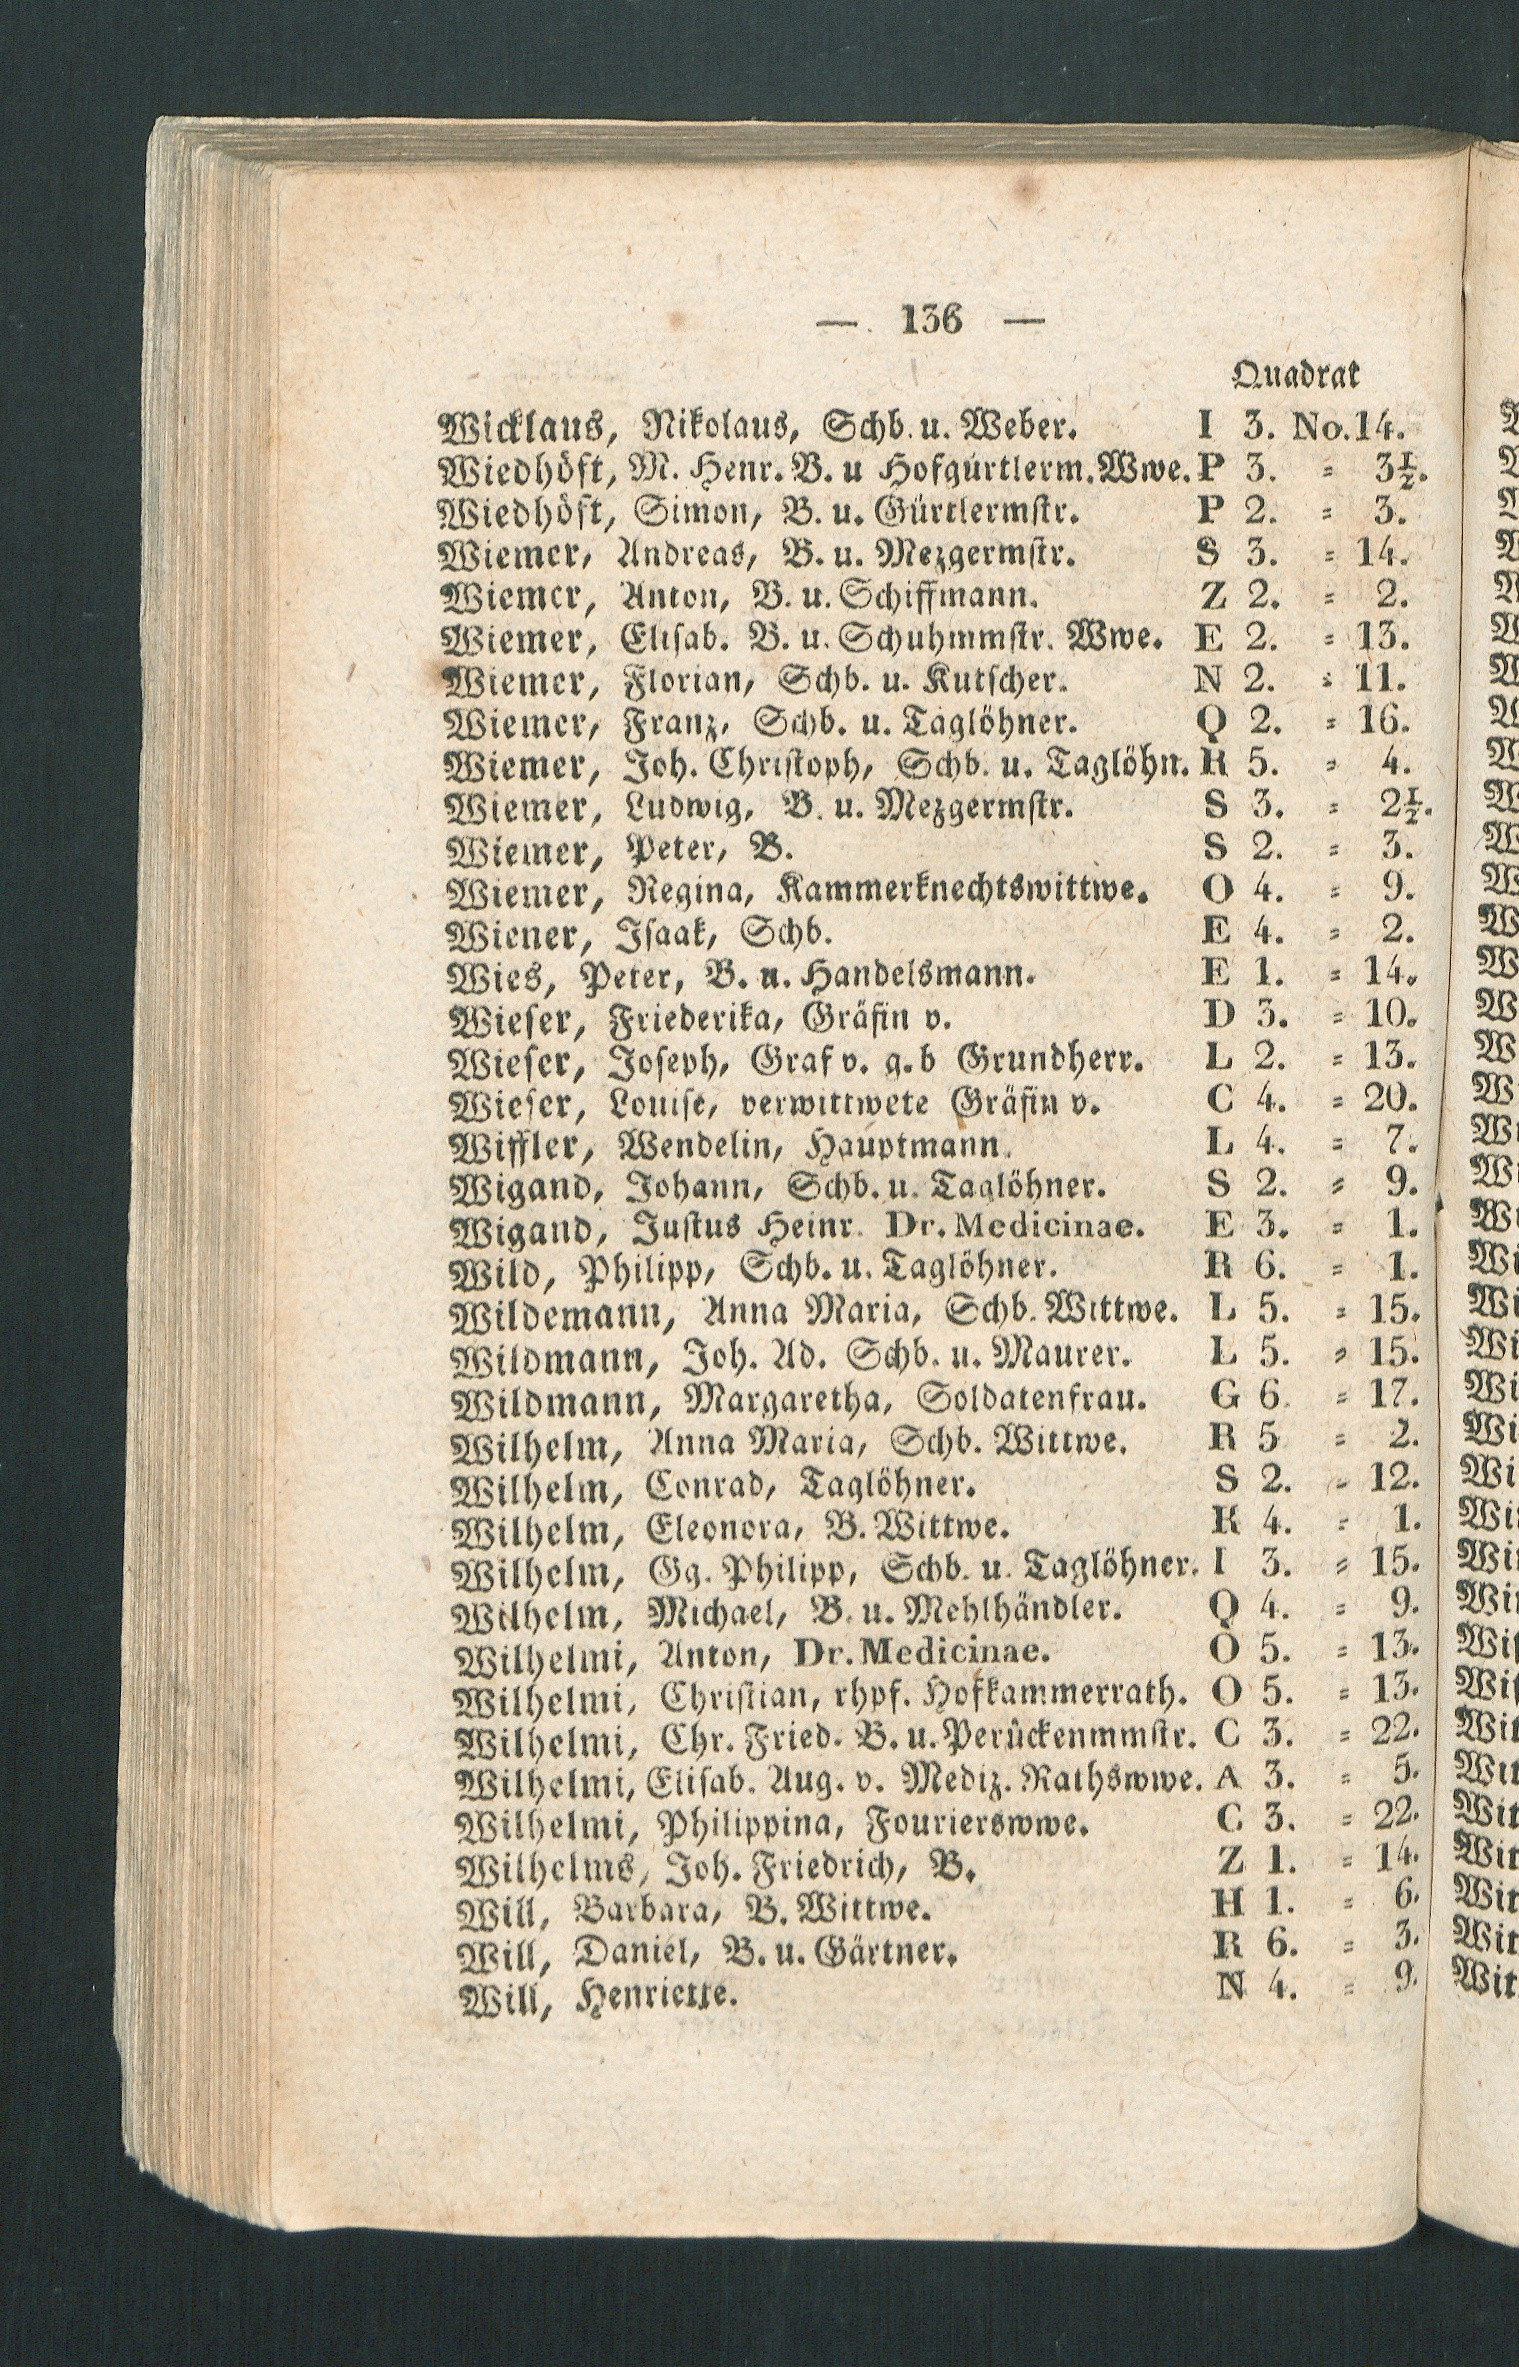 — 136 —
Quadrat
Wicklaus, Nikolaus, Schb. u. Weber. I 3. No. 14.
Wiedhöft, M. Henr. B. u Hofgürtlerm. Wwe. P 3. = 3½.
Wiedhöft, Simon, B. u. Gürtlermstr. P 2. = 3.
Wiemer, Andreas, B. u. Mezgermstr. S 3. = 14.
Wiemer, Anton, B. u. Schiffmann. Z 2. = 2.
Wiemer, Elisab. B. u. Schuhmmstr. Wwe. E 2. = 13.
Wiemer, Florian, Schb. u. Kutscher. N 2. = 11.
Wiemer, Franz, Schb. u. Taglöhner. Q 2. = 16.
Wiemer, Joh. Christoph, Schb. u. Taglöhn. R 5. = 4.
Wiemer, Ludwig, B. u. Mezgermstr. S 3. = 2½.
Wiemer, Peter, B. S 2. = 3.
Wiemer, Regina, Kammerknechtswittwe. O 4. = 9.
Wiener, Isaak, Schb. E 4. = 2.
Wies, Peter, B. u. Handelsmann. E 1. = 14.
Wieser, Friederika, Gräfin v. D 3. = 10.
Wieser, Joseph, Graf v. g. b Grundherr. L 2. = 13.
Wieser, Louise, verwittwete Gräfin v. C 4. = 20.
Wiffler, Wendelin, Hauptmann. L 4. = 7.
Wigand, Johann, Schb. u. Taglöhner. S 2. = 9.
Wigand, Justus Heinr. Dr. Medicinae. E 3. = 1.
Wild, Philipp, Schb. u. Taglöhner. R 6. = 1.
Wildemann, Anna Maria, Schb. Wittwe. L 5. = 15.
Wildmann, Joh. Ad. Schb. u. Maurer. L 5. = 15.
Wildmann, Margaretha, Soldatenfrau. G 6. = 17.
Wilhelm, Anna Maria, Schb. Wittwe. R 5 = 2.
Wilhelm, Conrad, Taglöhner. S 2. = 12.
Wilhelm, Eleonora, B. Wittwe. R 4. = 1.
Wilhelm, Gg. Philipp, Schb. u. Taglöhner. I 3. = 15.
Wilhelm, Michael, B. u. Mehlhändler. Q 4. = 9.
Wilhelmi, Anton, Dr. Medicinae. O 5. = 13.
Wilhelmi, Christian, rhpf. Hofkammerrath. O 5. = 13.
Wilhelmi, Chr. Fried. B. u. Perückenmmstr. C 3. = 22.
Wilhelmi, Elisab. Aug. v. Mediz. Rathswwe. A 3. = 5.
Wilhelmi, Philippina, Fourierswwe. C 3. = 22.
Wilhelms, Joh. Friedrich, B. Z 1. = 14.
Will, Barbara, B. Wittwe. H 1. = 6.
Will, Daniel, B. u. Gärtner. R 6. = 3.
Will, Henriette. N 4. = 9.